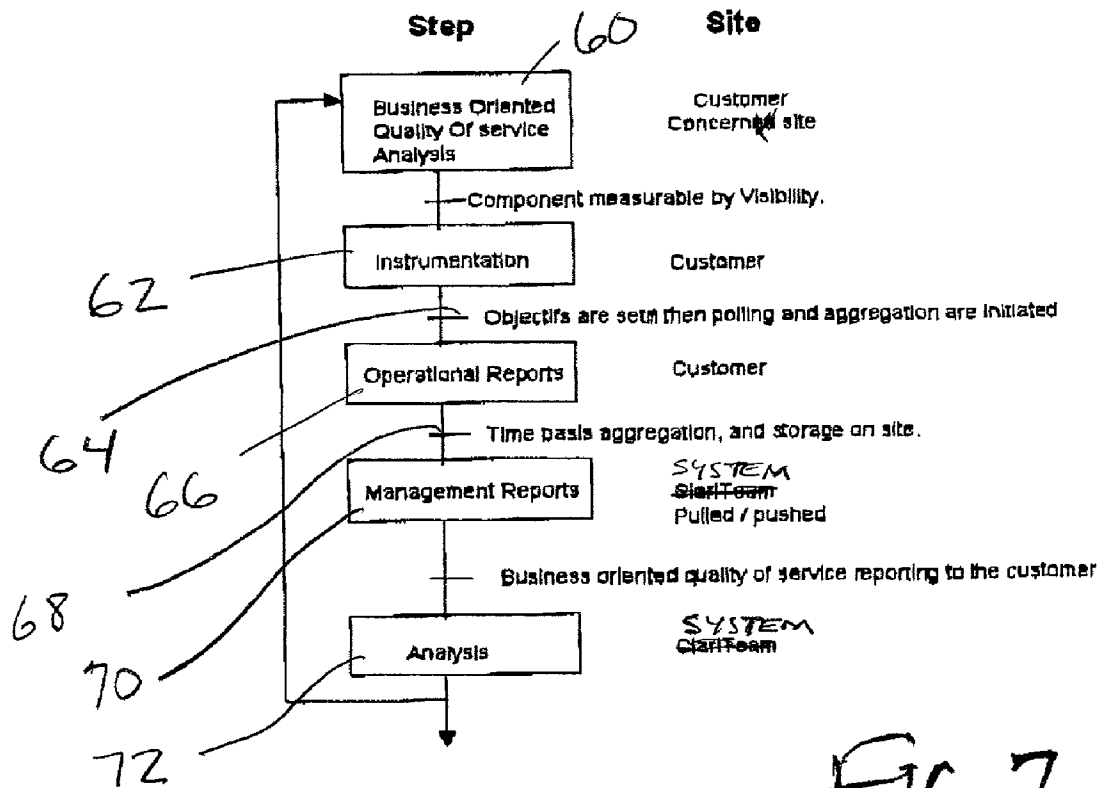 Step
Site
60
Business Oriented
Quality Of service
Analysis
Customer
Concerned site
Component measurable by Visibility.
62
Instrumentation
Customer
64
Objectifs are set then polling and aggregation are initiated
66
Operational Reports
Customer
68
Time basis aggregation, and storage on site.
70
Management Reports
SYSTEM
ClariTeam
Pulled / pushed
Business oriented quality of service reporting to the customer
72
Analysis
SYSTEM
ClariTeam